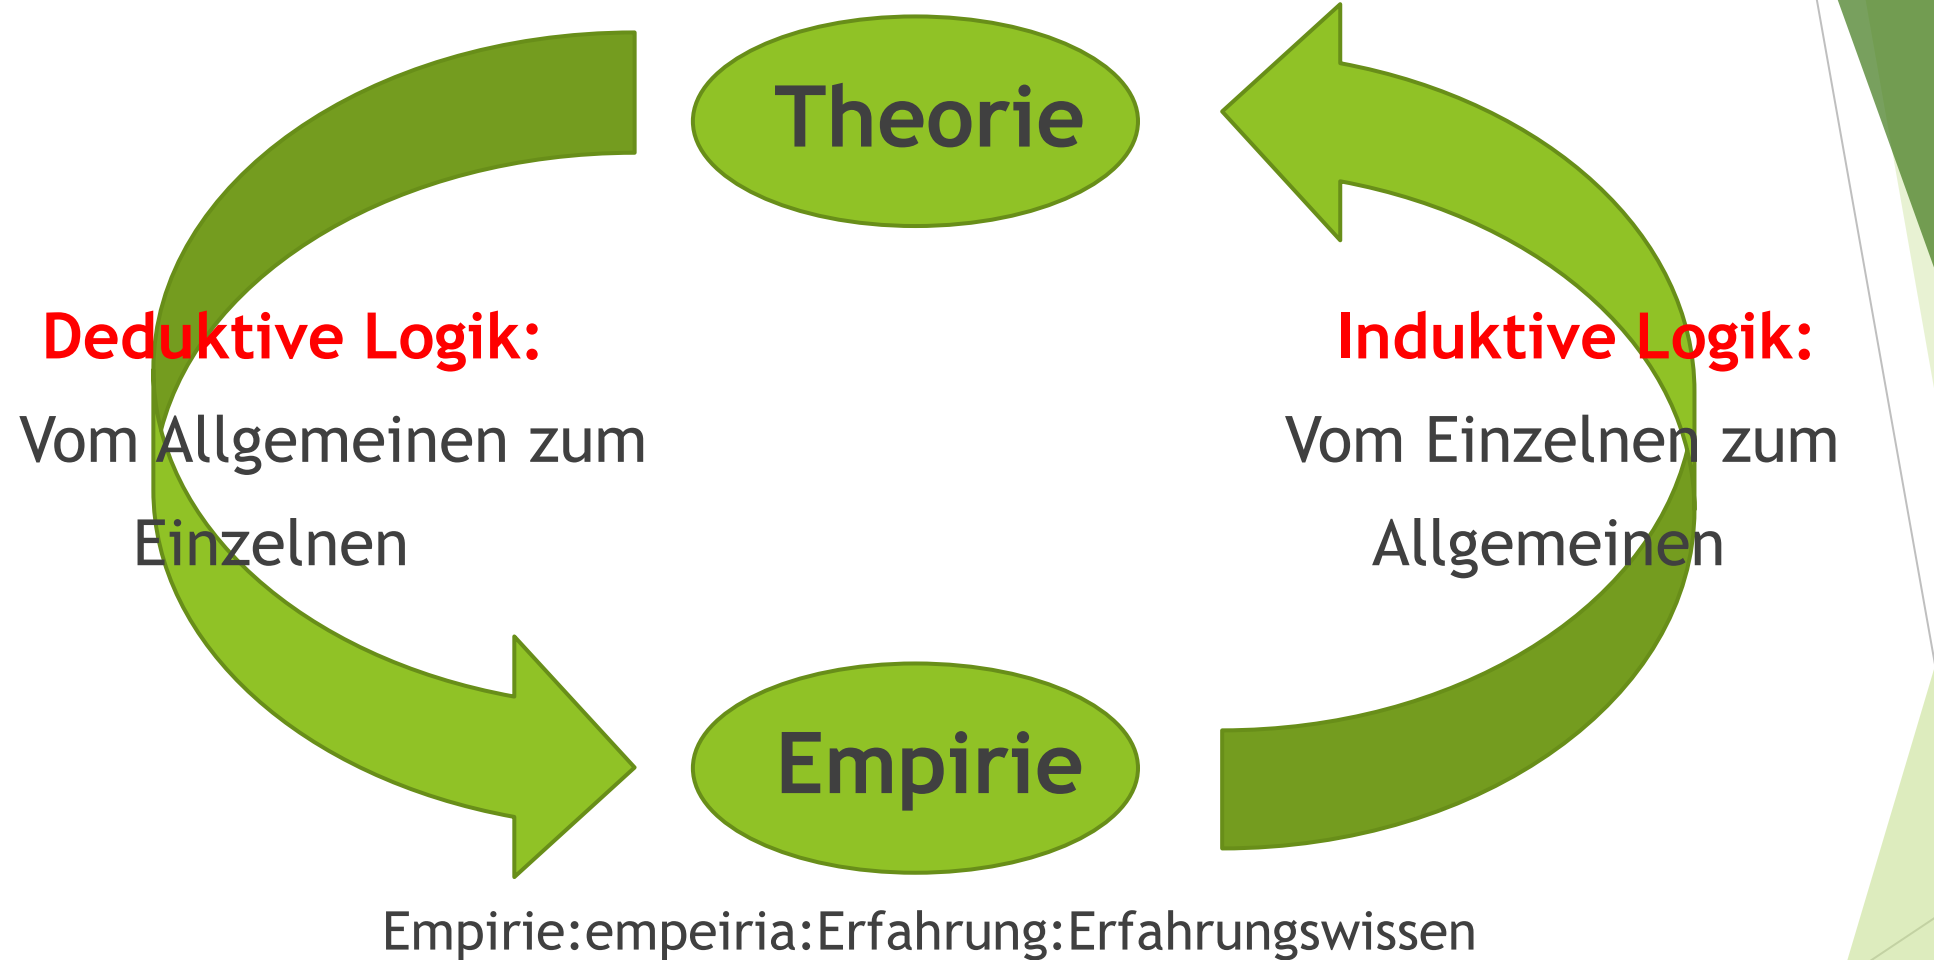 Theorie
Deduktive Logik:
Vom Allgemeinen zum
Einzelnen
Induktive Logik:
Vom Einzelnen zum
Allgemeinen
Empirie
Empirie:empeiria:Erfahrung:Erfahrungswissen